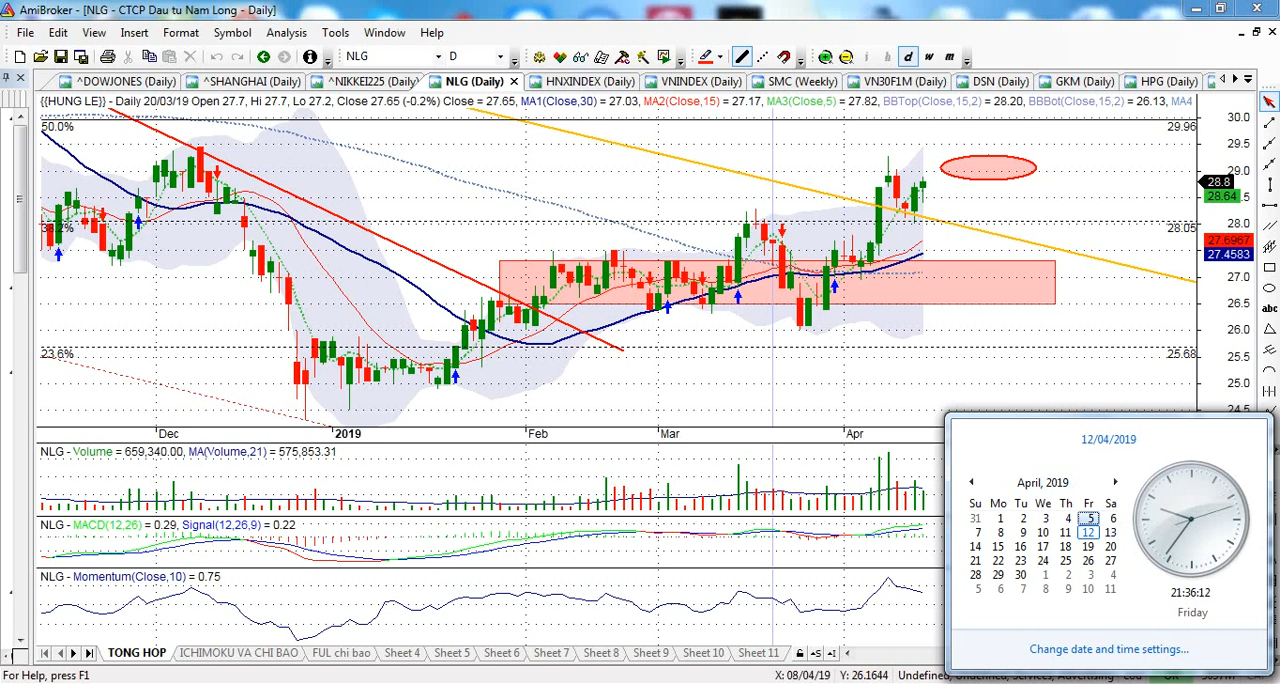 AmiBroker - [NLG - CTCP Dau tu Nam Long - Daily]
File Edit View Insert Format Symbol Analysis Tools Window Help
NLG D i h d w m
^DOWJONES (Daily) ^SHANGHAI (Daily) ^NIKKEI225 (Daily) NLG (Daily) HNXINDEX (Daily) VNINDEX (Daily) SMC (Weekly) VN30F1M (Daily) DSN (Daily) GKM (Daily) HPG (Daily)
{{HUNG LE}} - Daily 20/03/19 Open 27.7, Hi 27.7, Lo 27.2, Close 27.65 (-0.2%) Close = 27.65, MA1(Close,30) = 27.03, MA2(Close,15) = 27.17, MA3(Close,5) = 27.82, BBTop(Close,15,2) = 28.20, BBBot(Close,15,2) = 26.13, MA4
50.0%
29.96
38.2%
28.05
23.6%
25.68
30.0
29.5
29.0
28.8
28.64
28.0
27.6967
27.4583
27.0
26.5
26.0
25.5
25.0
24.5
abc
Dec 2019 Feb Mar Apr
NLG - Volume = 659,340.00, MA(Volume,21) = 575,853.31
NLG - MACD(12,26) = 0.29, Signal(12,26,9) = 0.22
NLG - Momentum(Close,10) = 0.75
12/04/2019
April, 2019
Su Mo Tu We Th Fr Sa
31 1 2 3 4 5 6
7 8 9 10 11 12 13
14 15 16 17 18 19 20
21 22 23 24 25 26 27
28 29 30 1 2 3 4
5 6 7 8 9 10 11
21:36:12
Friday
Change date and time settings...
TONG HOP ICHIMOKU VA CHI BAO FUL chi bao Sheet 4 Sheet 5 Sheet 6 Sheet 7 Sheet 8 Sheet 9 Sheet 10 Sheet 11
For Help, press F1 X: 08/04/19 Y: 26.1644